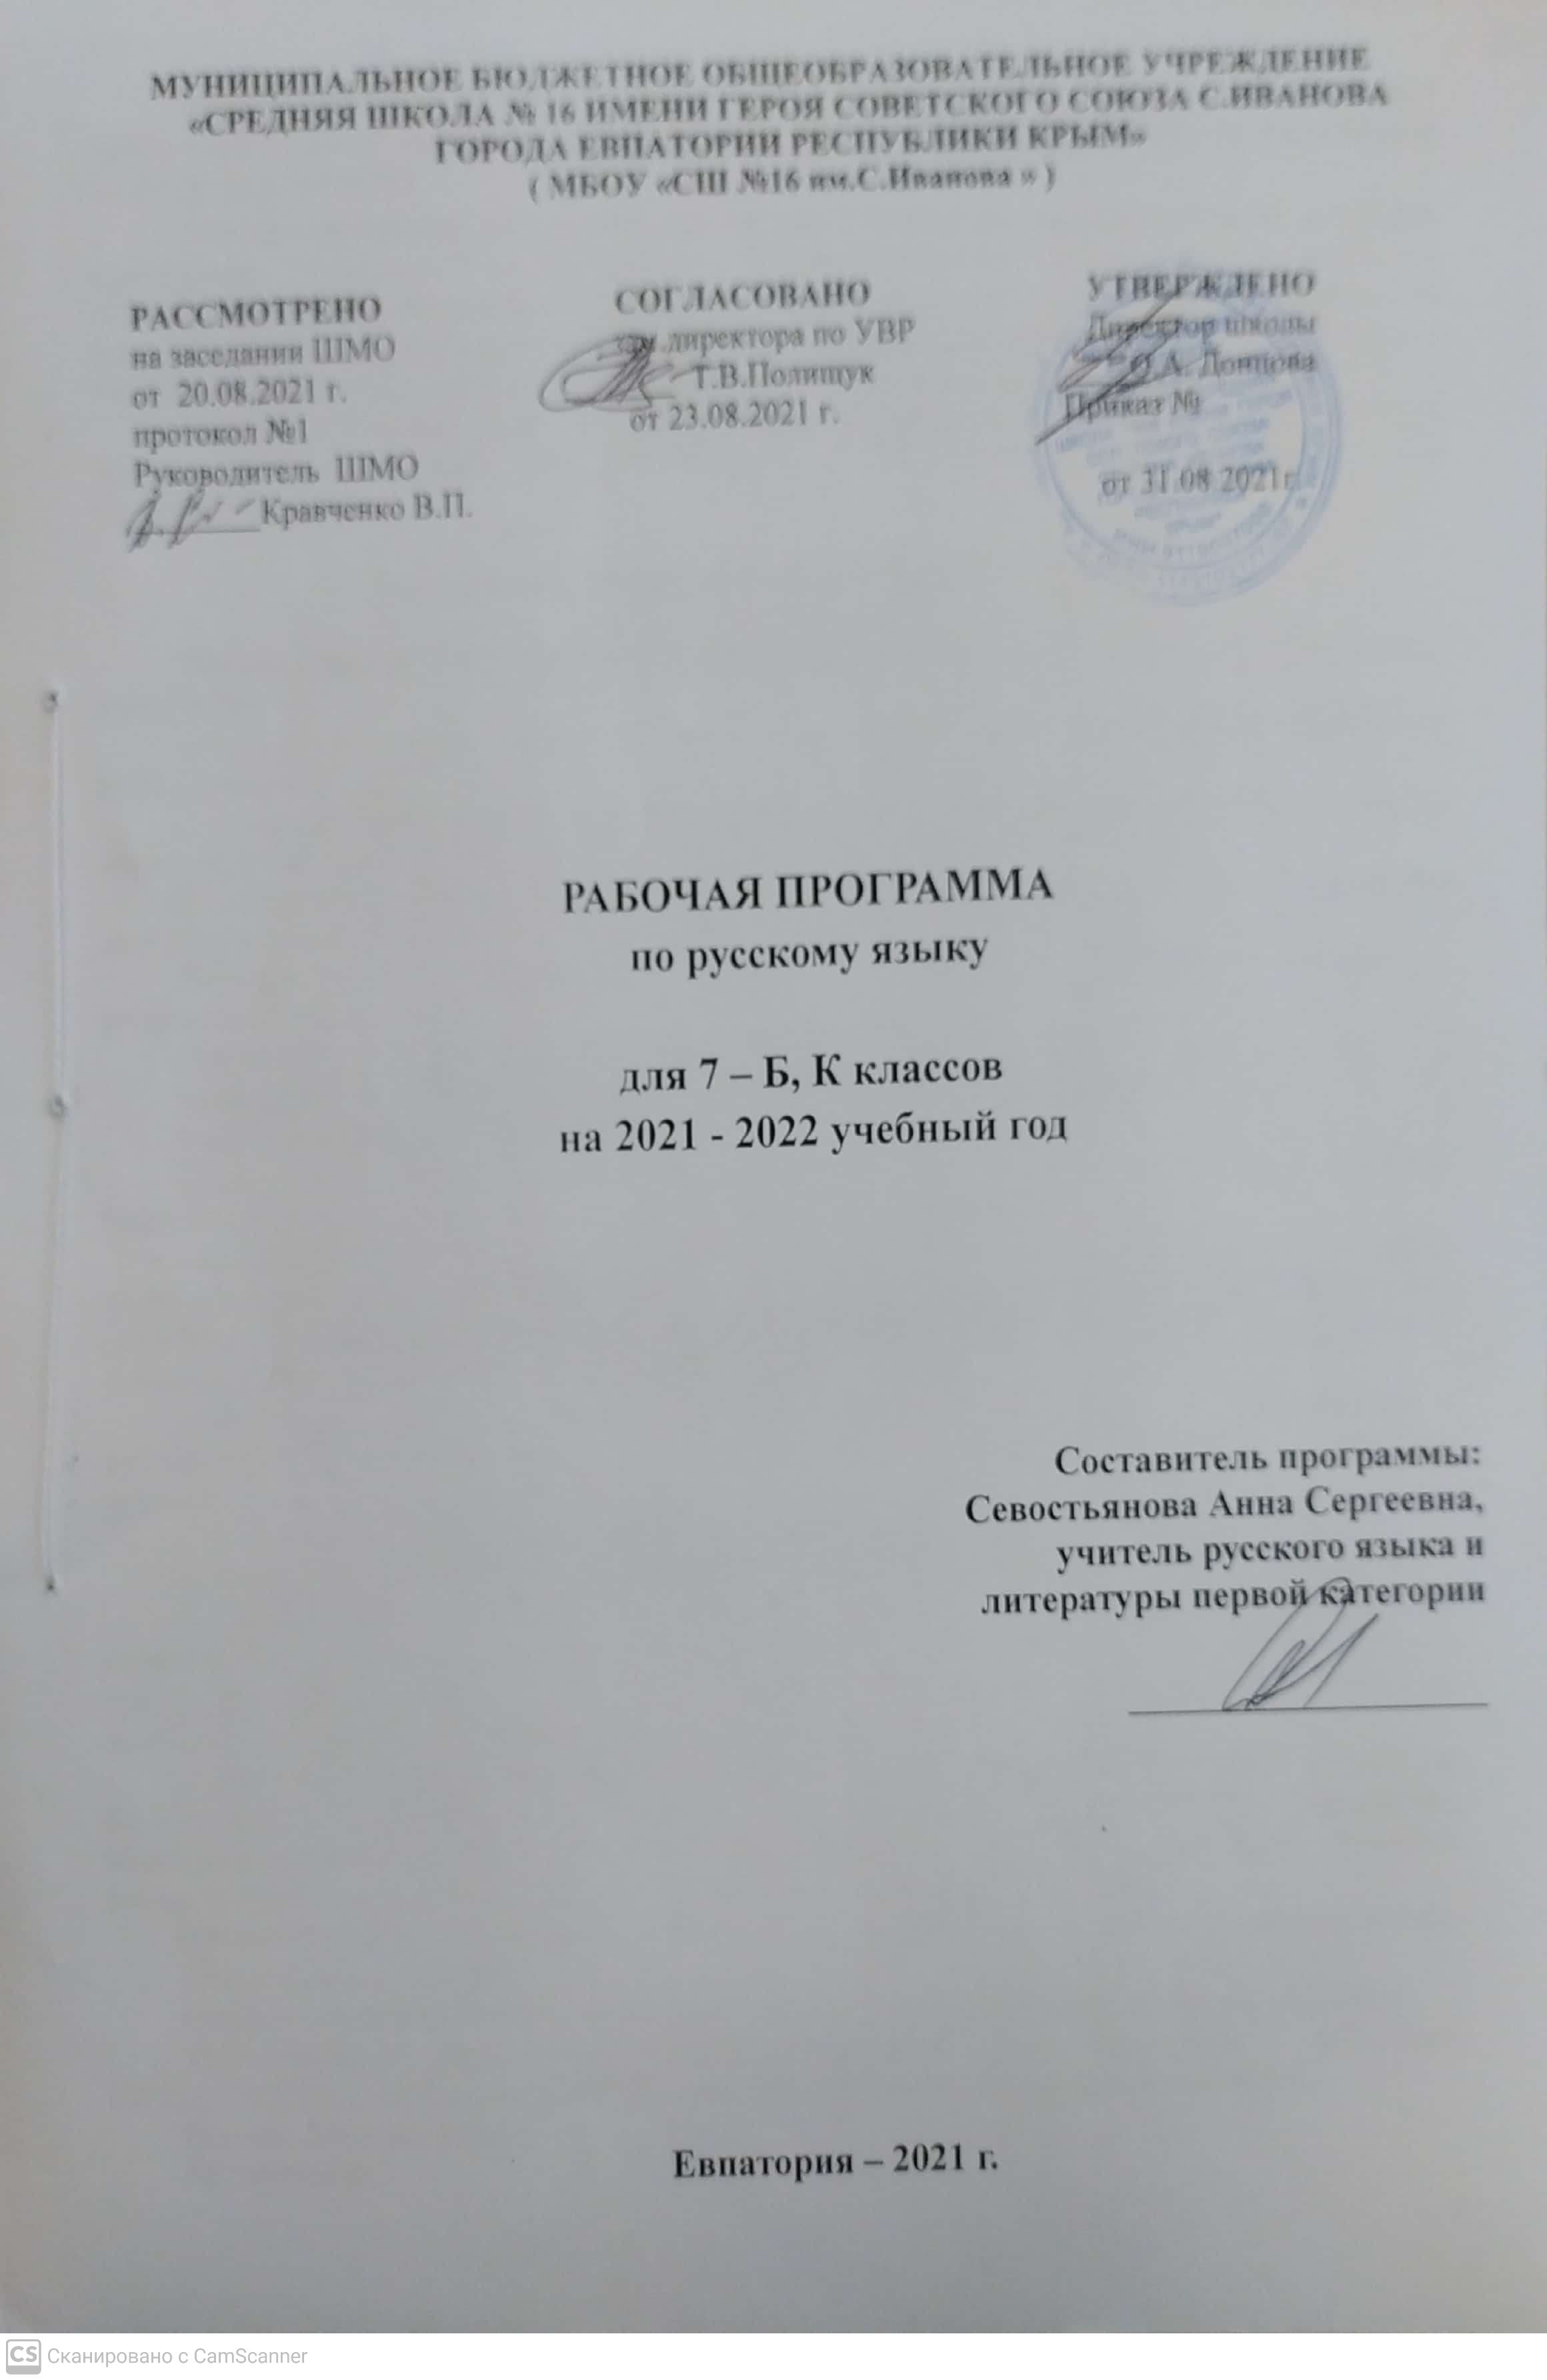 МУНИЦИПАЛЬНОЕ БЮДЖЕТНОЕ ОБЩЕОБРАЗОВАТЕЛЬНОЕ УЧРЕЖДЕНИЕ
«СРЕДНЯЯ ШКОЛА № 16 ИМЕНИ ГЕРОЯ СОВЕТСКОГО СОЮЗА С.ИВАНОВА
ГОРОДА ЕВПАТОРИИ РЕСПУБЛИКИ КРЫМ»
( МБОУ «СШ №16 им.С.Иванова » )
РАССМОТРЕНО
на заседании ШМО
от 20.08.2021 г.
протокол №1
Руководитель ШМО
Кравченко В.П.
СОГЛАСОВАНО
директора по УВР
Т.В.Полищук
от 23.08.2021 г.
УТВЕРЖДЕНО
Директор школы
О.А. Донцова
Приказ №
от 31.08 2021г
РАБОЧАЯ ПРОГРАММА
по русскому языку
для 7 – Б, К классов
на 2021 - 2022 учебный год
Составитель программы:
Севостьянова Анна Сергеевна,
учитель русского языка и
литературы первой категории
Евпатория – 2021 г.
CS Сканировано с CamScanner